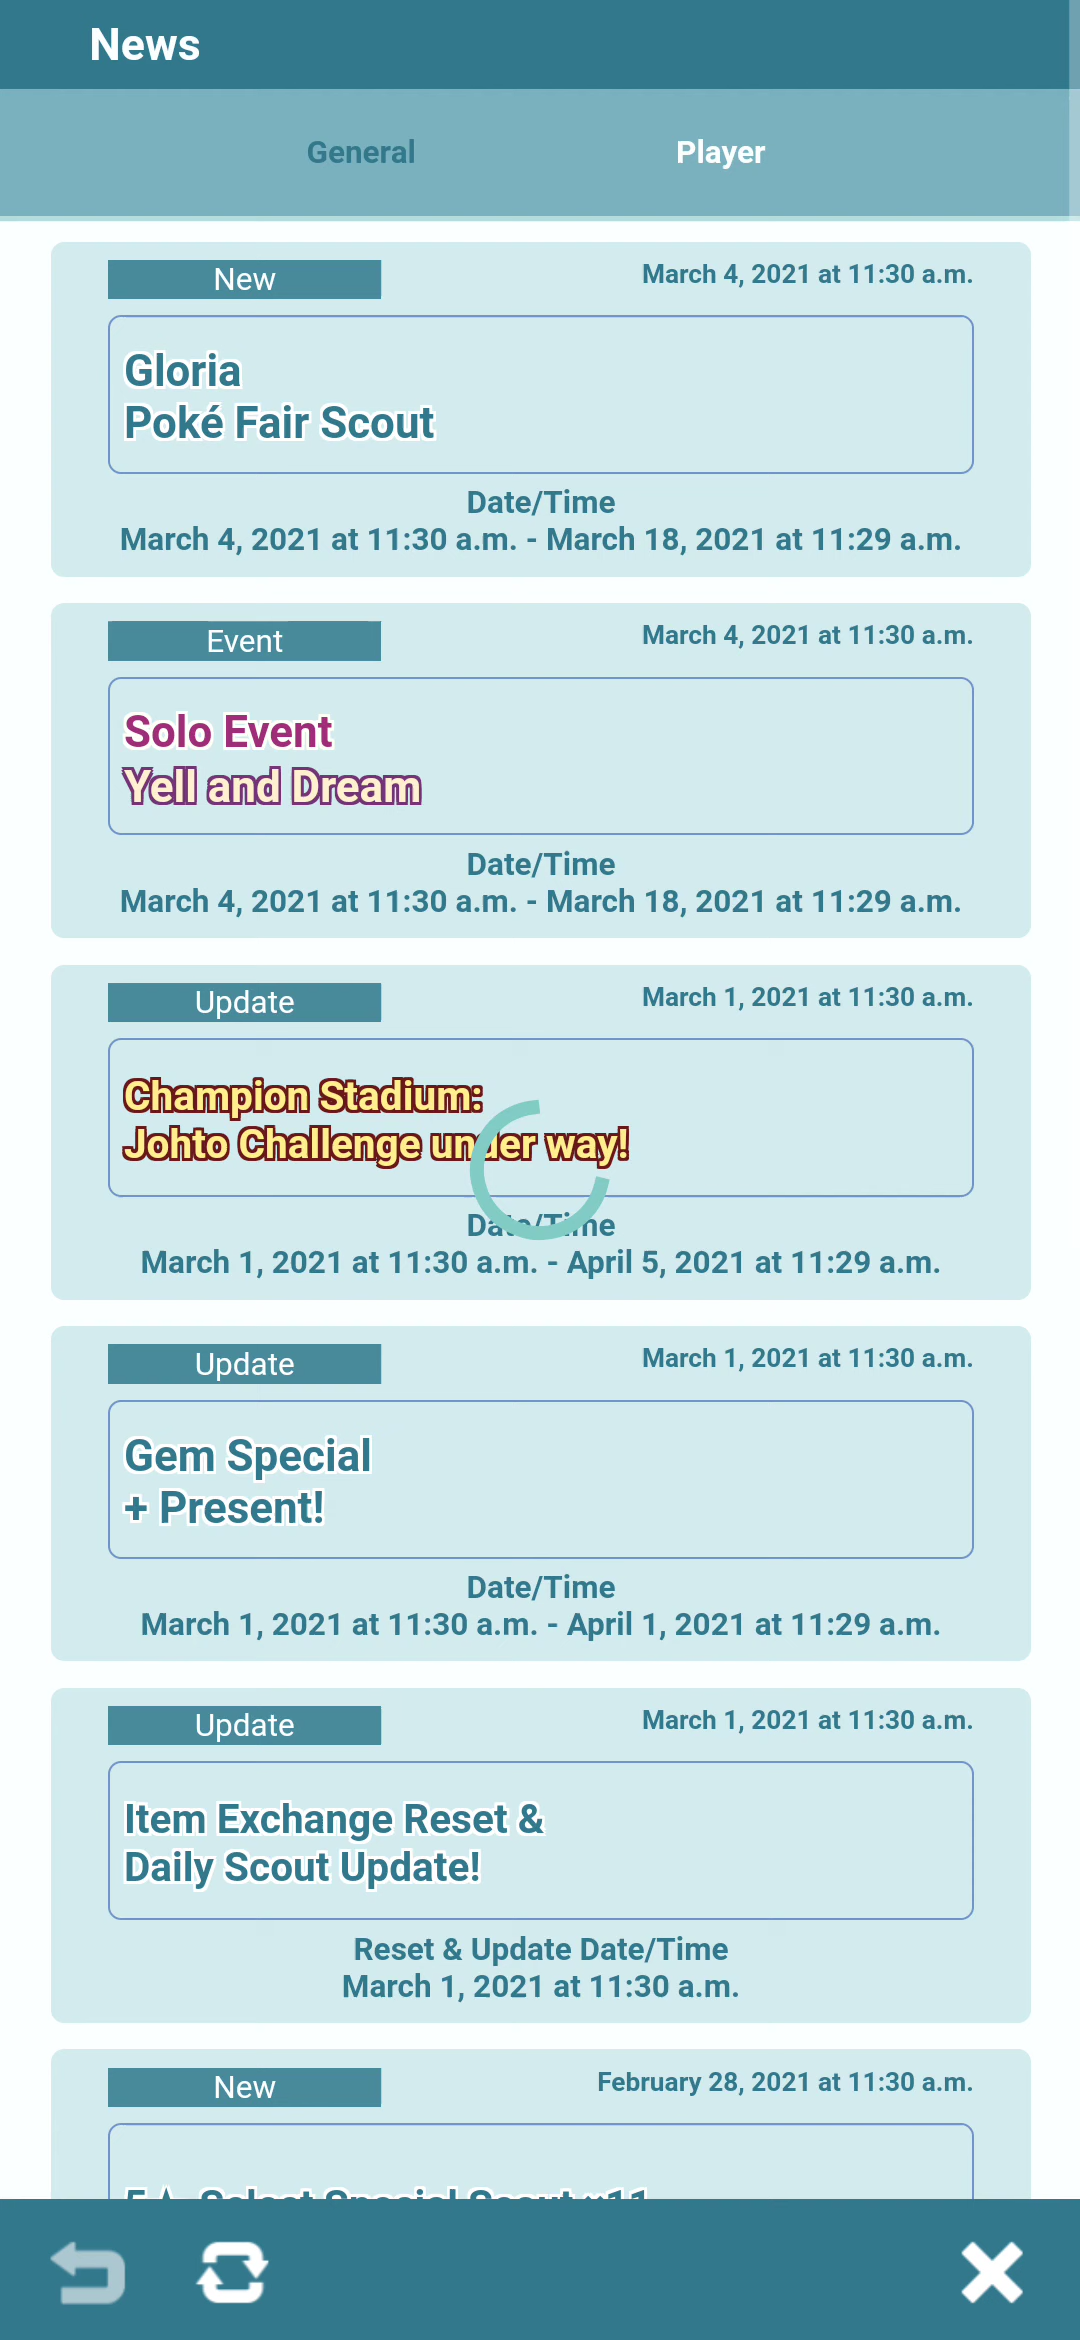 News
General
Player
New
March 4, 2021 at 11:30 a.m.
Gloria
Poké Fair Scout
Date/Time
March 4, 2021 at 11:30 a.m. - March 18, 2021 at 11:29 a.m.
Event
March 4, 2021 at 11:30 a.m.
Solo Event
Yell and Dream
Date/Time
March 4, 2021 at 11:30 a.m. - March 18, 2021 at 11:29 a.m.
Update
March 1, 2021 at 11:30 a.m.
Champion Stadium:
Johto Challenge under way!
Date/Time
March 1, 2021 at 11:30 a.m. - April 5, 2021 at 11:29 a.m.
Update
March 1, 2021 at 11:30 a.m.
Gem Special
+ Present!
Date/Time
March 1, 2021 at 11:30 a.m. - April 1, 2021 at 11:29 a.m.
Update
March 1, 2021 at 11:30 a.m.
Item Exchange Reset &
Daily Scout Update!
Reset & Update Date/Time
March 1, 2021 at 11:30 a.m.
New
February 28, 2021 at 11:30 a.m.
5★ Select Special Scout ×11